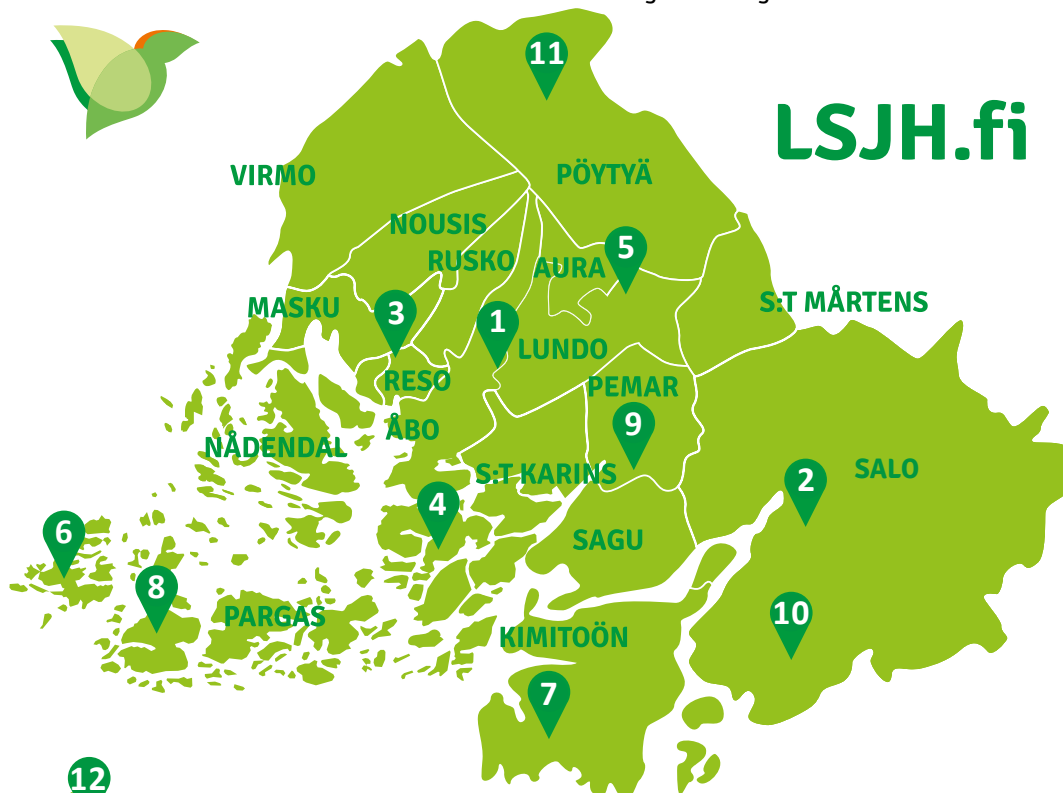 11
LSJH.fi
VIRMO
PÖYTYÄ
NOUSIS
RUSKO
AURA
5
MASKU
3
1
S:T MÅRTENS
LUNDO
RESO
PEMAR
ÅBO
9
NÅDENDAL
S:T KARINS
SALO
2
4
6
SAGU
8
PARGAS
10
KIMITOÖN
7
12